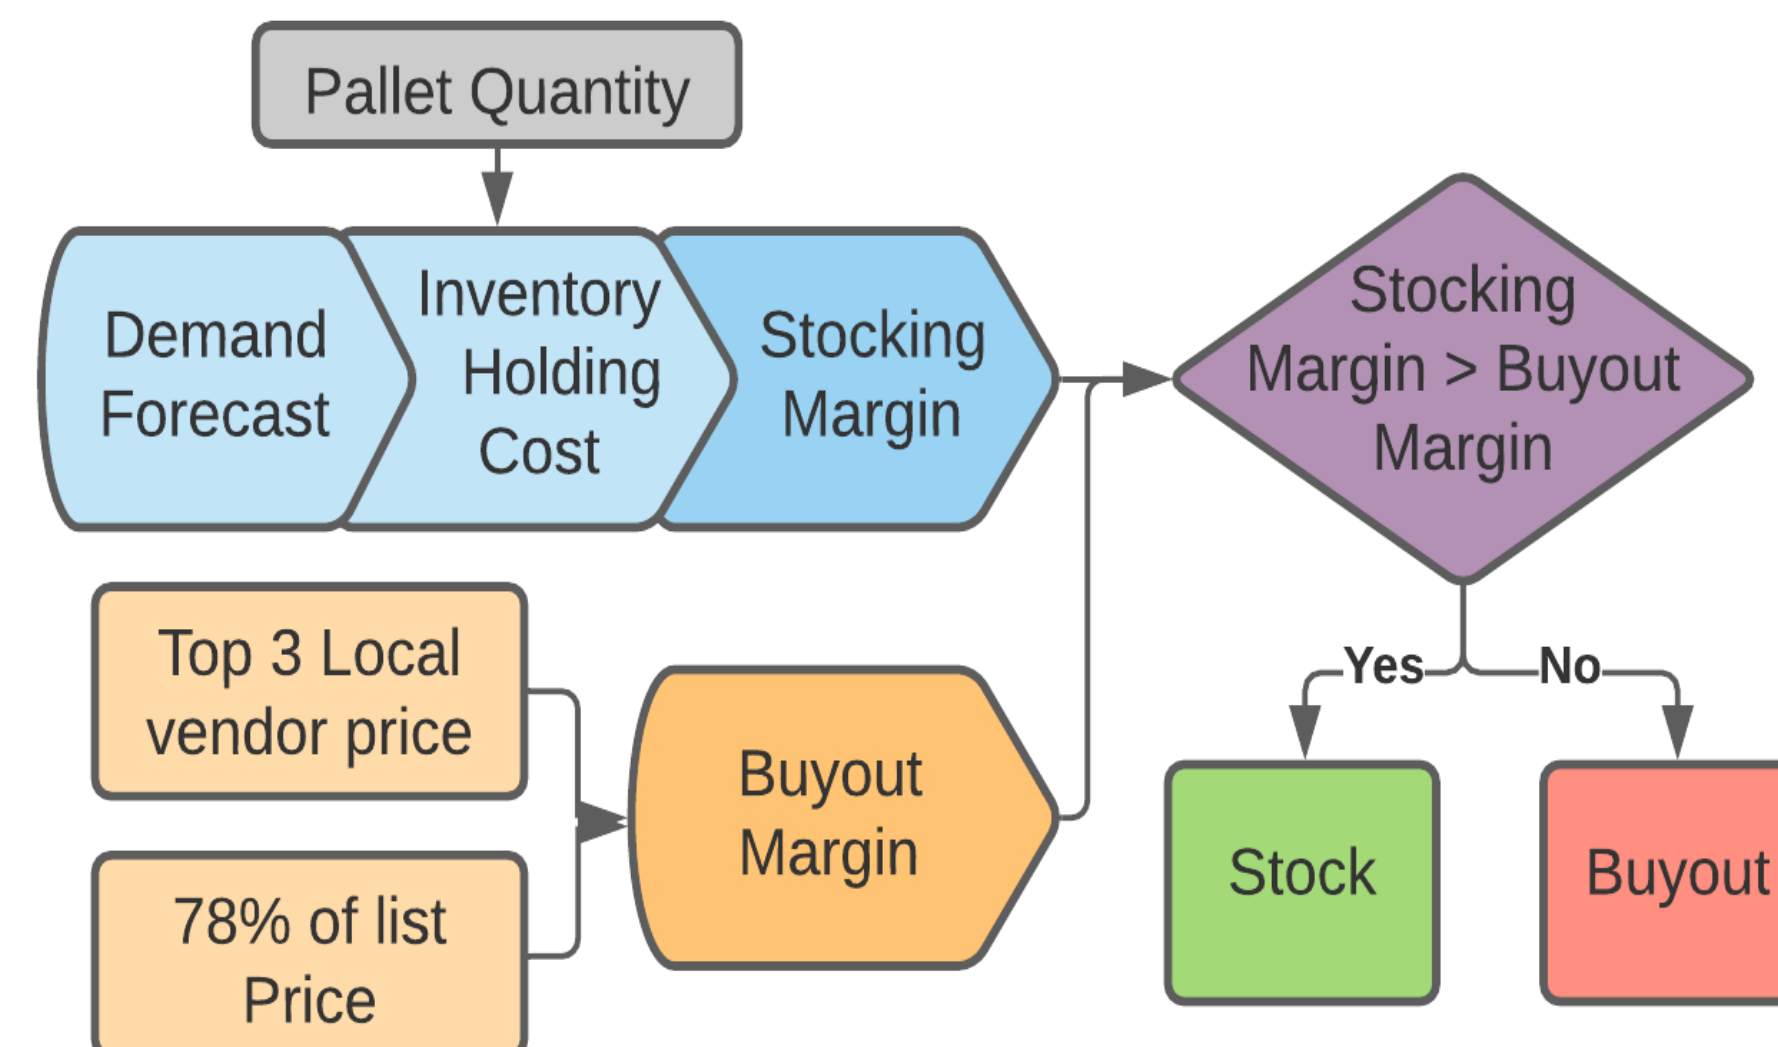 Pallet Quantity
Demand
Forecast
Inventory
Holding
Cost
Stocking
Margin
Stocking
Margin > Buyout
Margin
Top 3 Local
vendor price
78% of list
Price
Buyout
Margin
Yes
No
Stock
Buyout